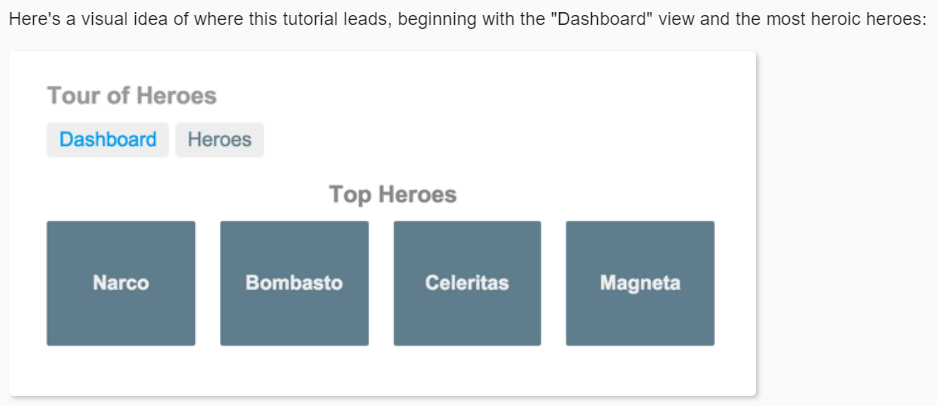 Here's a visual idea of where this tutorial leads, beginning with the "Dashboard" view and the most heroic heroes:
Tour of Heroes
Dashboard Heroes
Top Heroes
Narco Bombasto Celeritas Magneta